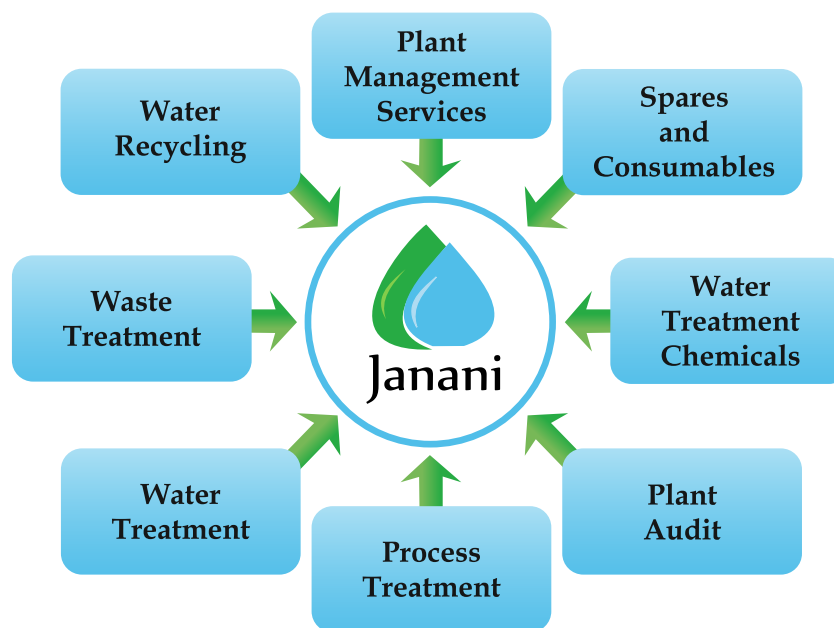 Plant
Management
Services
Water
Recycling
Spares
and
Consumables
Waste
Treatment
Janani
Water
Treatment
Chemicals
Water
Treatment
Process
Treatment
Plant
Audit